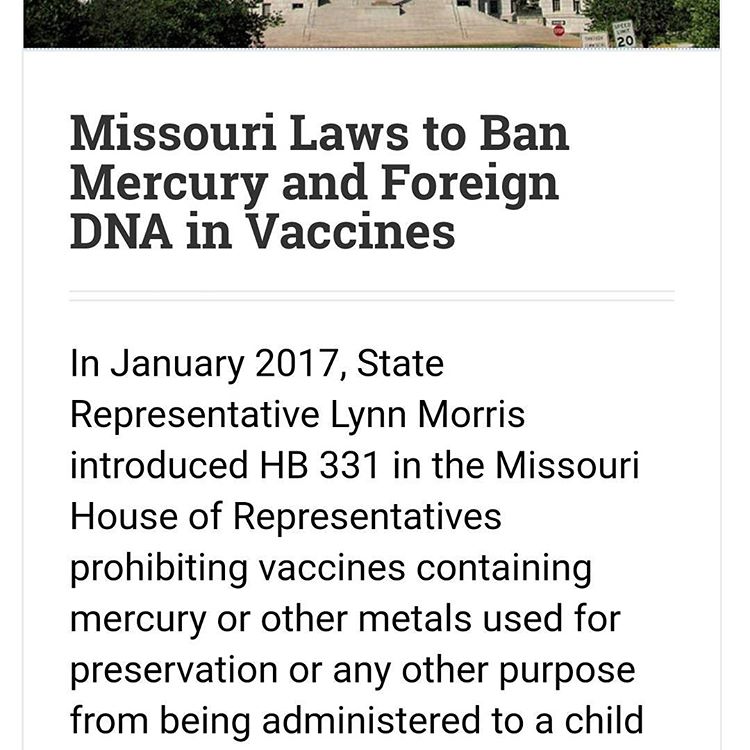 STOP
SPEED
LIMIT
20
Missouri Laws to Ban
Mercury and Foreign
DNA in Vaccines
In January 2017, State
Representative Lynn Morris
introduced HB 331 in the Missouri
House of Representatives
prohibiting vaccines containing
mercury or other metals used for
preservation or any other purpose
from being administered to a child